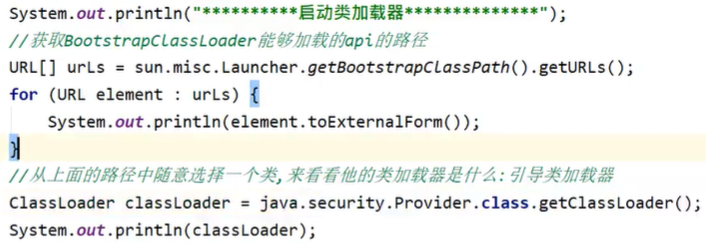 System.out.println("**********启动类加载器**************");
//获取BootstrapClassLoader能够加载的api的路径
URL[] urLs = sun.misc.Launcher.getBootstrapClassPath().getURLs();
for (URL element : urLs) {
    System.out.println(element.toExternalForm());
}
//从上面的路径中随意选择一个类,来看看他的类加载器是什么:引导类加载器
ClassLoader classLoader = java.security.Provider.class.getClassLoader();
System.out.println(classLoader);